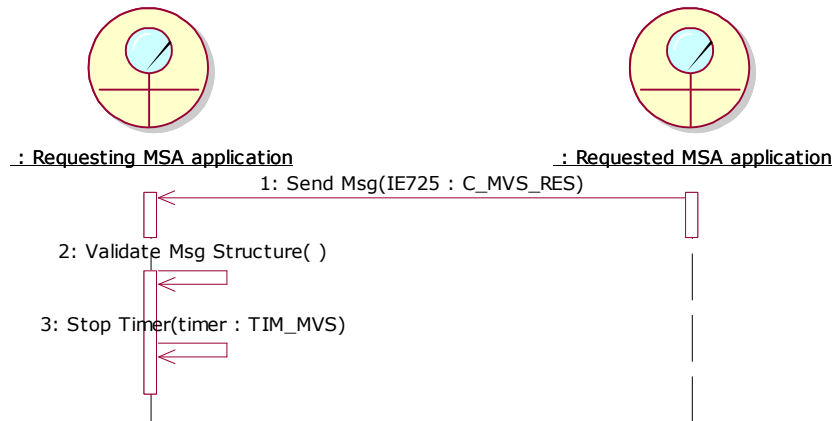 : Requesting MSA application
: Requested MSA application
1: Send Msg(IE725 : C_MVS_RES)
2: Validate Msg Structure( )
3: Stop Timer(timer : TIM_MVS)